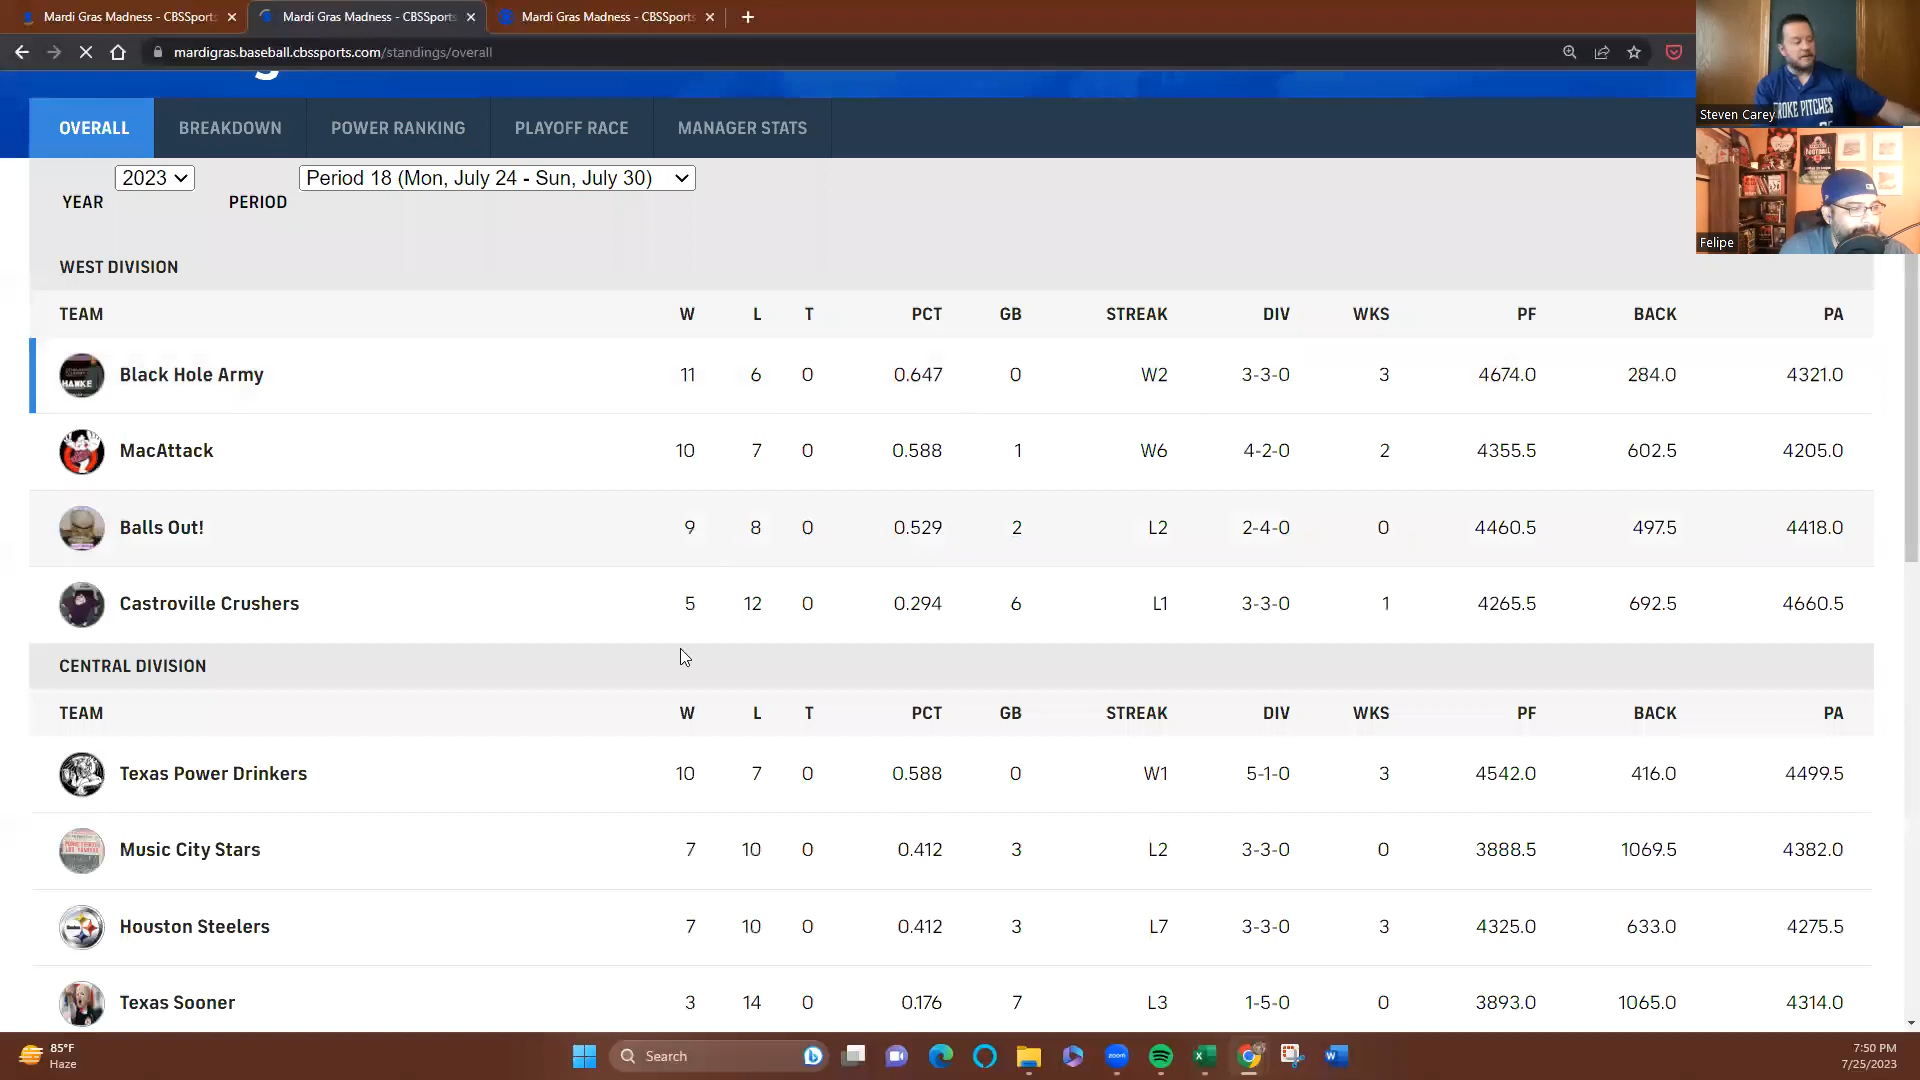 Mardi Gras Madness - CBSSports
Mardi Gras Madness - CBSSports
Mardi Gras Madness - CBSSports
mardigras.baseball.cbssports.com/standings/overall
Steven Carey
Felipe
OVERALL BREAKDOWN POWER RANKING PLAYOFF RACE MANAGER STATS
YEAR 2023 PERIOD Period 18 (Mon, July 24 - Sun, July 30)
WEST DIVISION
TEAM W L T PCT GB STREAK DIV WKS PF BACK PA
Black Hole Army 11 6 0 0.647 0 W2 3-3-0 3 4674.0 284.0 4321.0
MacAttack 10 7 0 0.588 1 W6 4-2-0 2 4355.5 602.5 4205.0
Balls Out! 9 8 0 0.529 2 L2 2-4-0 0 4460.5 497.5 4418.0
Castroville Crushers 5 12 0 0.294 6 L1 3-3-0 1 4265.5 692.5 4660.5
CENTRAL DIVISION
TEAM W L T PCT GB STREAK DIV WKS PF BACK PA
Texas Power Drinkers 10 7 0 0.588 0 W1 5-1-0 3 4542.0 416.0 4499.5
Music City Stars 7 10 0 0.412 3 L2 3-3-0 0 3888.5 1069.5 4382.0
Houston Steelers 7 10 0 0.412 3 L7 3-3-0 3 4325.0 633.0 4275.5
Texas Sooner 3 14 0 0.176 7 L3 1-5-0 0 3893.0 1065.0 4314.0
85°F
Haze
Search
zoom
7:50 PM
7/25/2023